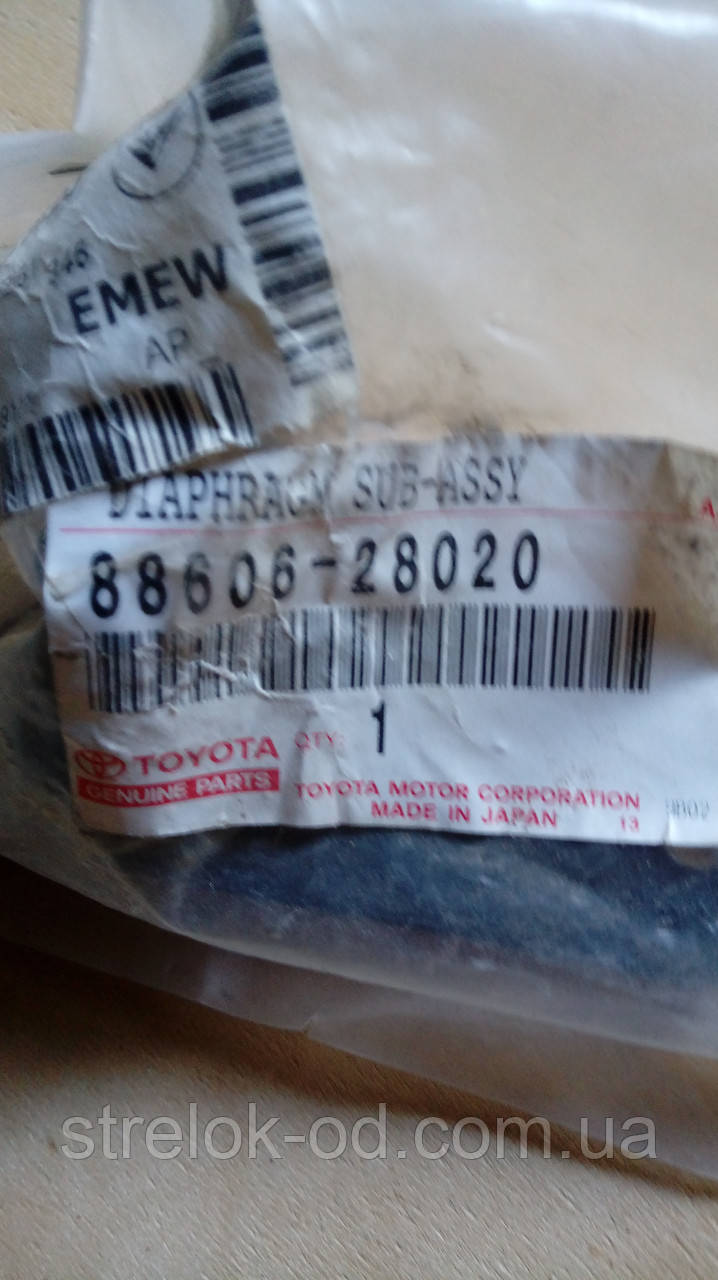 EMEW
AP
DIAPHRAGM SUB-ASSY
88606-28020
TOYOTA QTY: 1
GENUINE PARTS
TOYOTA MOTOR CORPORATION
MADE IN JAPAN 13
strelok-od.com.ua